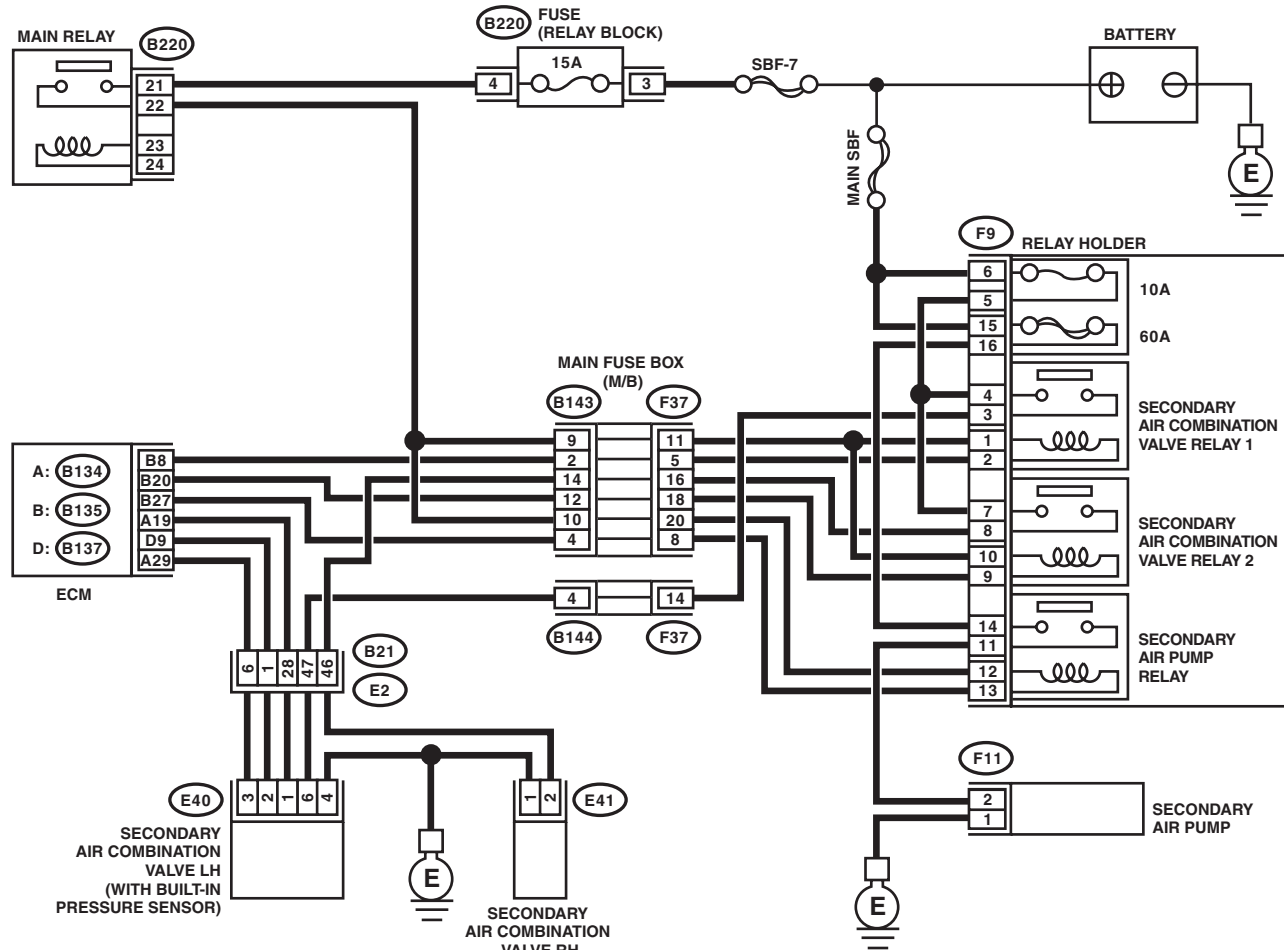 MAIN RELAY
B220
21
22
23
24
B220
FUSE
(RELAY BLOCK)
15A
4
3
SBF-7
BATTERY
E
MAIN SBF
F9
RELAY HOLDER
6
5
15
16
10A
60A
4
3
1
2
SECONDARY
AIR COMBINATION
VALVE RELAY 1
7
8
10
9
SECONDARY
AIR COMBINATION
VALVE RELAY 2
14
11
12
13
SECONDARY
AIR PUMP
RELAY
MAIN FUSE BOX
(M/B)
B143
F37
9
11
2
5
14
16
12
18
10
20
4
8
4
14
B144
F37
A: B134
B: B135
D: B137
ECM
B8
B20
B27
A19
D9
A29
6
1
28
47
46
B21
E2
E40
3
2
1
6
4
SECONDARY
AIR COMBINATION
VALVE LH
(WITH BUILT-IN
PRESSURE SENSOR)
E
1
2
E41
SECONDARY
AIR COMBINATION
VALVE RH
F11
2
1
SECONDARY
AIR PUMP
E